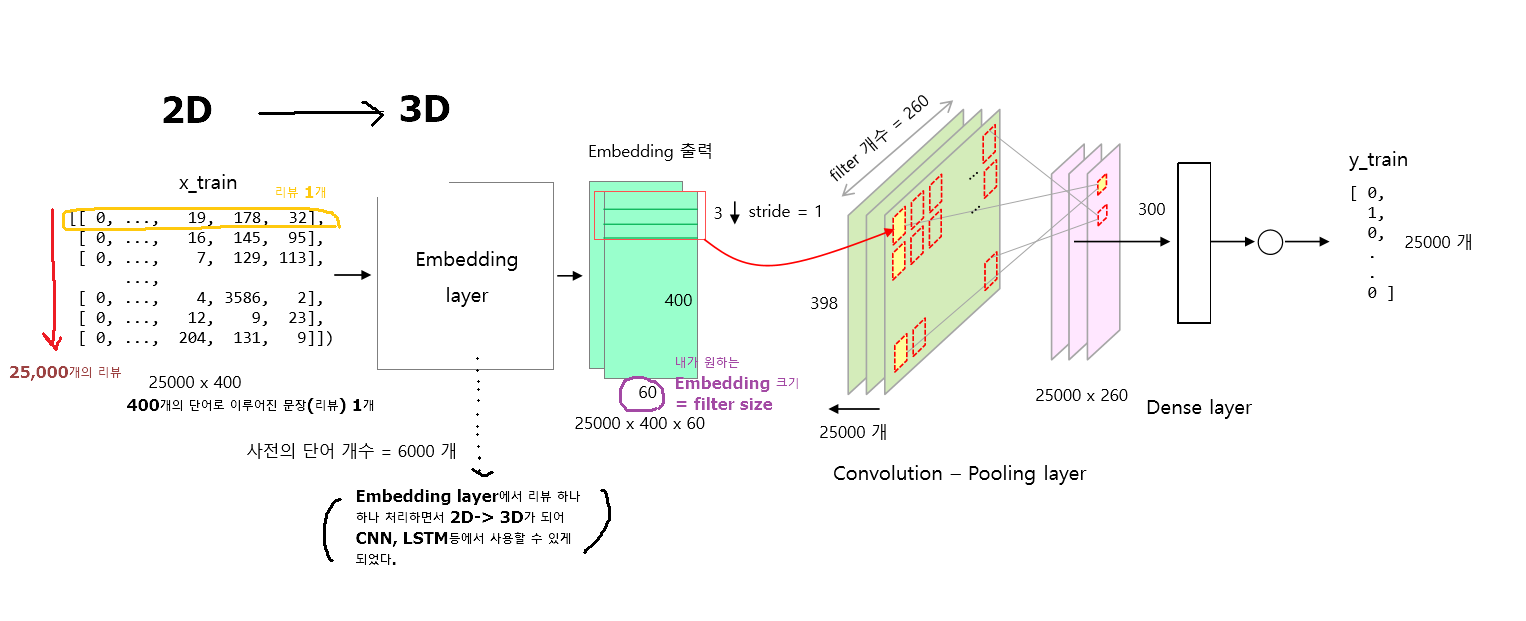 2D
3D
x_train
리뷰 1개
[[ 0, ..., 19, 178, 32],
[ 0, ..., 16, 145, 95],
[ 0, ..., 7, 129, 113],
...,
[ 0, ..., 4, 3586, 2],
[ 0, ..., 12, 9, 23],
[ 0, ..., 204, 131, 9]])
25,000개의 리뷰
25000 x 400
400개의 단어로 이루어진 문장(리뷰) 1개
Embedding
layer
사전의 단어 개수 = 6000 개
Embedding layer에서 리뷰 하나
하나 처리하면서 2D-> 3D가 되어
CNN, LSTM등에서 사용할 수 있게
되었다.
Embedding 출력
3
stride = 1
400
60
내가 원하는
Embedding 크기
= filter size
25000 x 400 x 60
filter 개수 = 260
...
...
398
25000 개
Convolution – Pooling layer
25000 x 260
300
Dense layer
y_train
[ 0,
1,
0,
.
.
0 ]
25000 개